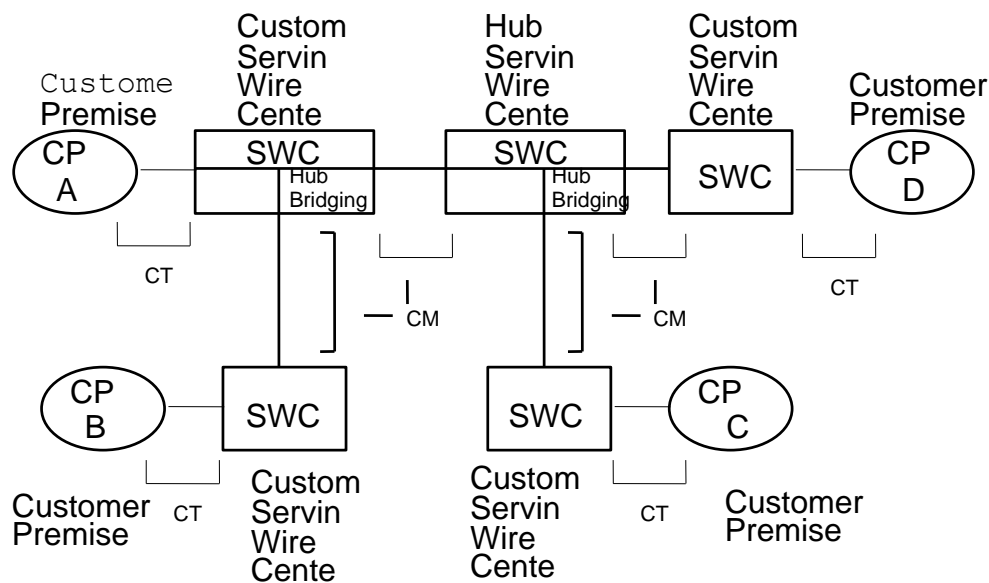 Custom
Servin
Wire
Cente
Hub
Servin
Wire
Cente
Custom
Servin
Wire
Cente
Custome
Premise
Customer
Premise
CP
A
SWC
Hub
Bridging
SWC
Hub
Bridging
SWC
CP
D
CT
CM
CM
CT
CP
B
SWC
SWC
CP
C
CT
CT
Customer
Premise
Custom
Servin
Wire
Cente
Custom
Servin
Wire
Cente
Customer
Premise